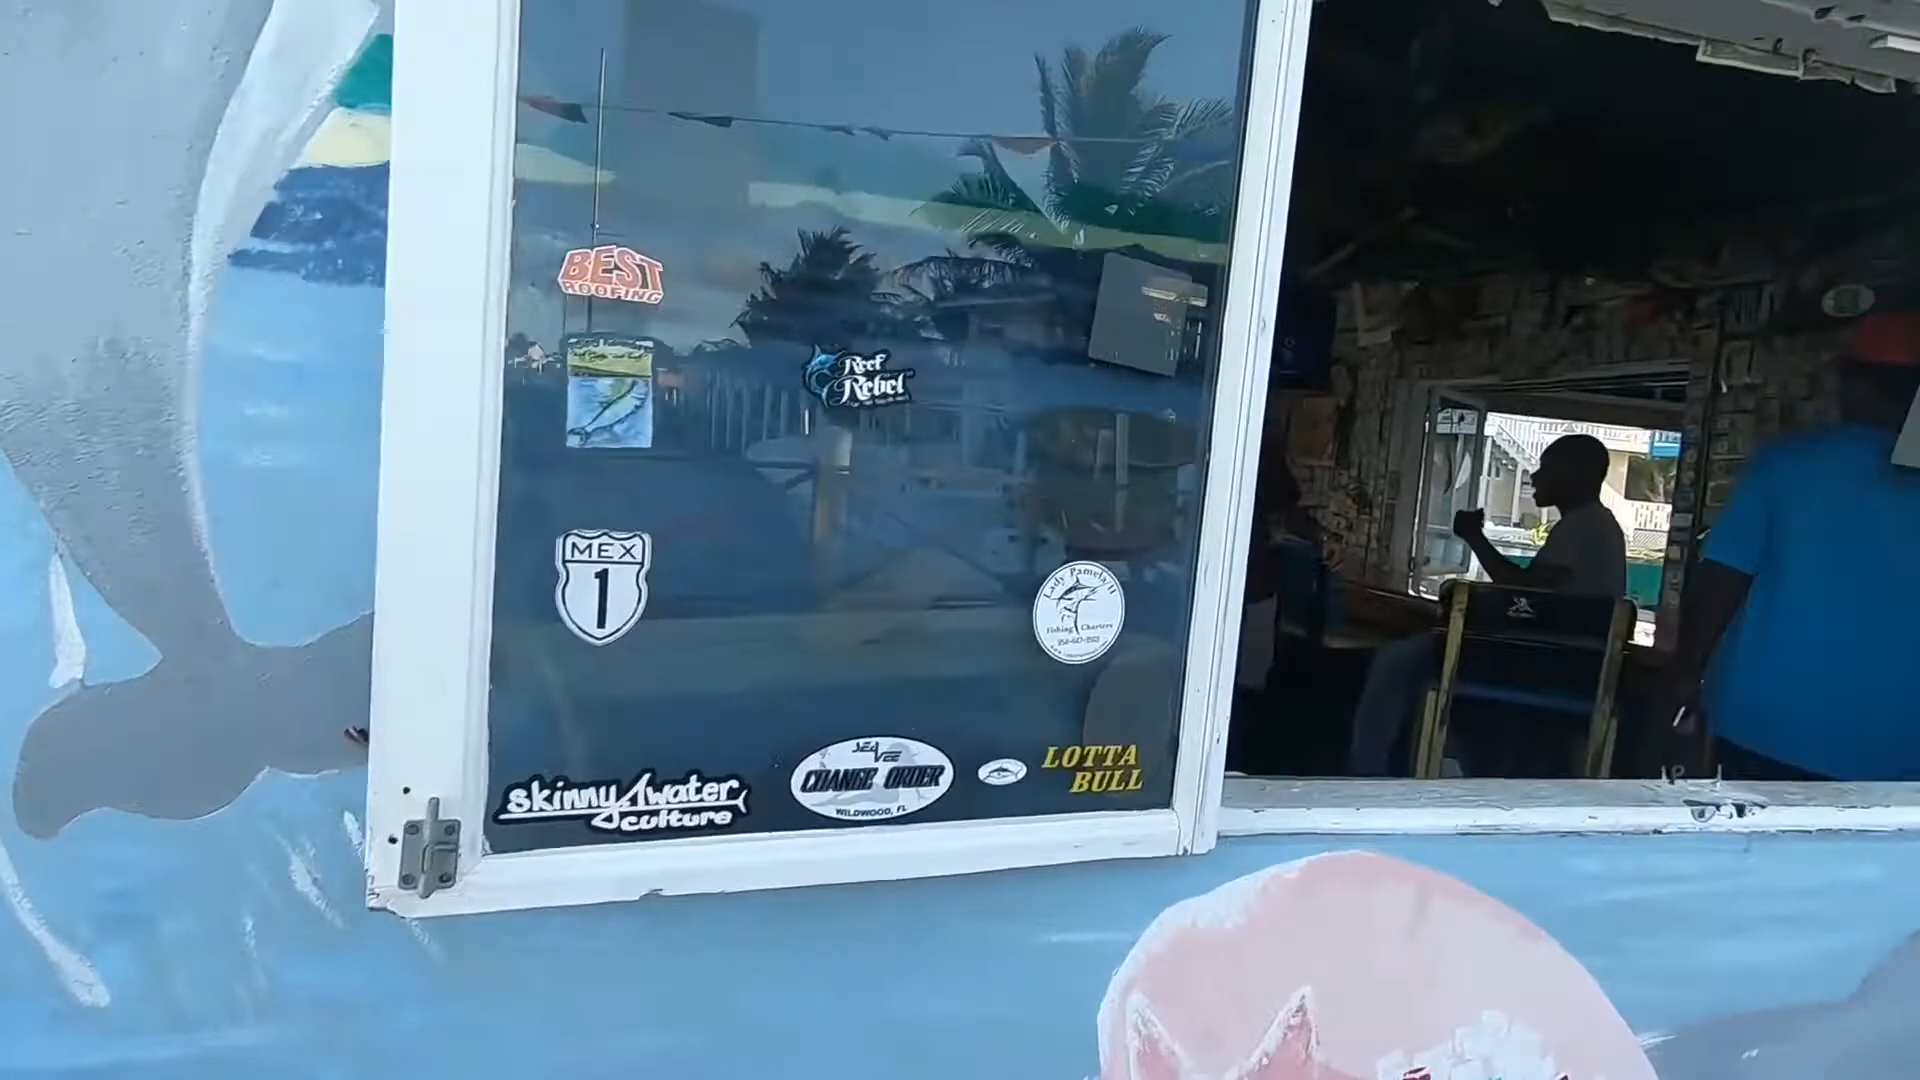 BEST
ROOFING
Reef
Rebel
MEX
1
Lady Pamela II
Fishing Charters
skinny water
culture
SEA
VEE
CHANGE ORDER
WILDWOOD, FL
LOTTA
BULL